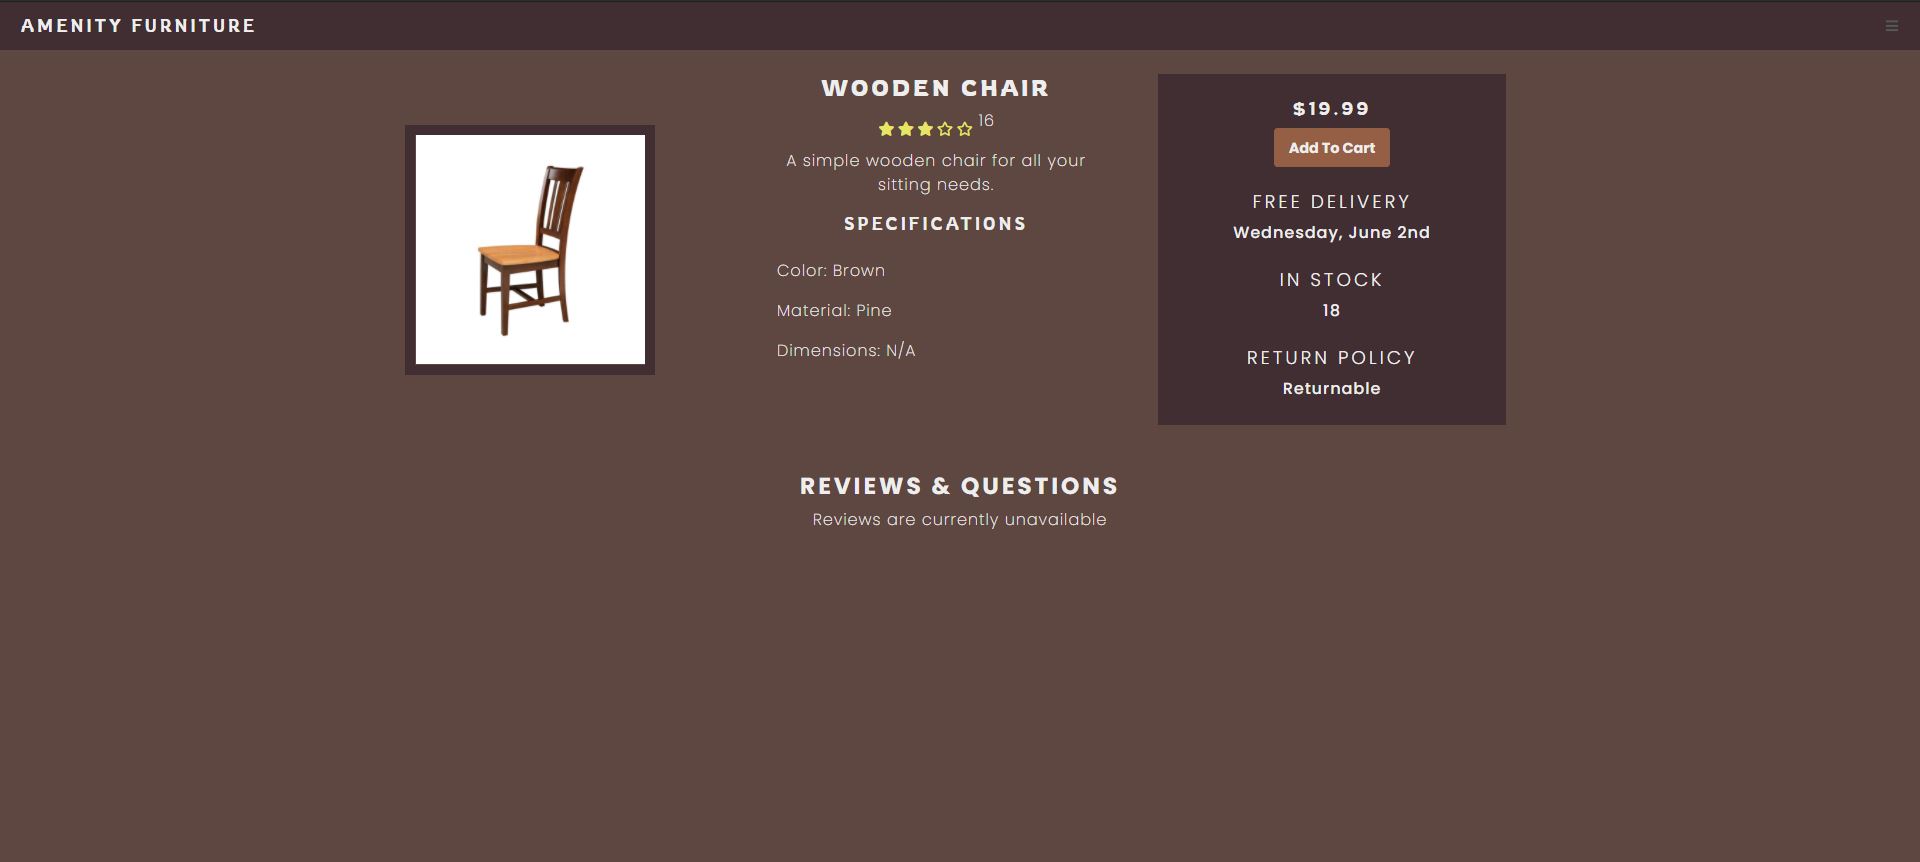 AMENITY FURNITURE
WOODEN CHAIR
16
A simple wooden chair for all your
sitting needs.
SPECIFICATIONS
Color: Brown
Material: Pine
Dimensions: N/A
$19.99
Add To Cart
FREE DELIVERY
Wednesday, June 2nd
IN STOCK
18
RETURN POLICY
Returnable
REVIEWS & QUESTIONS
Reviews are currently unavailable